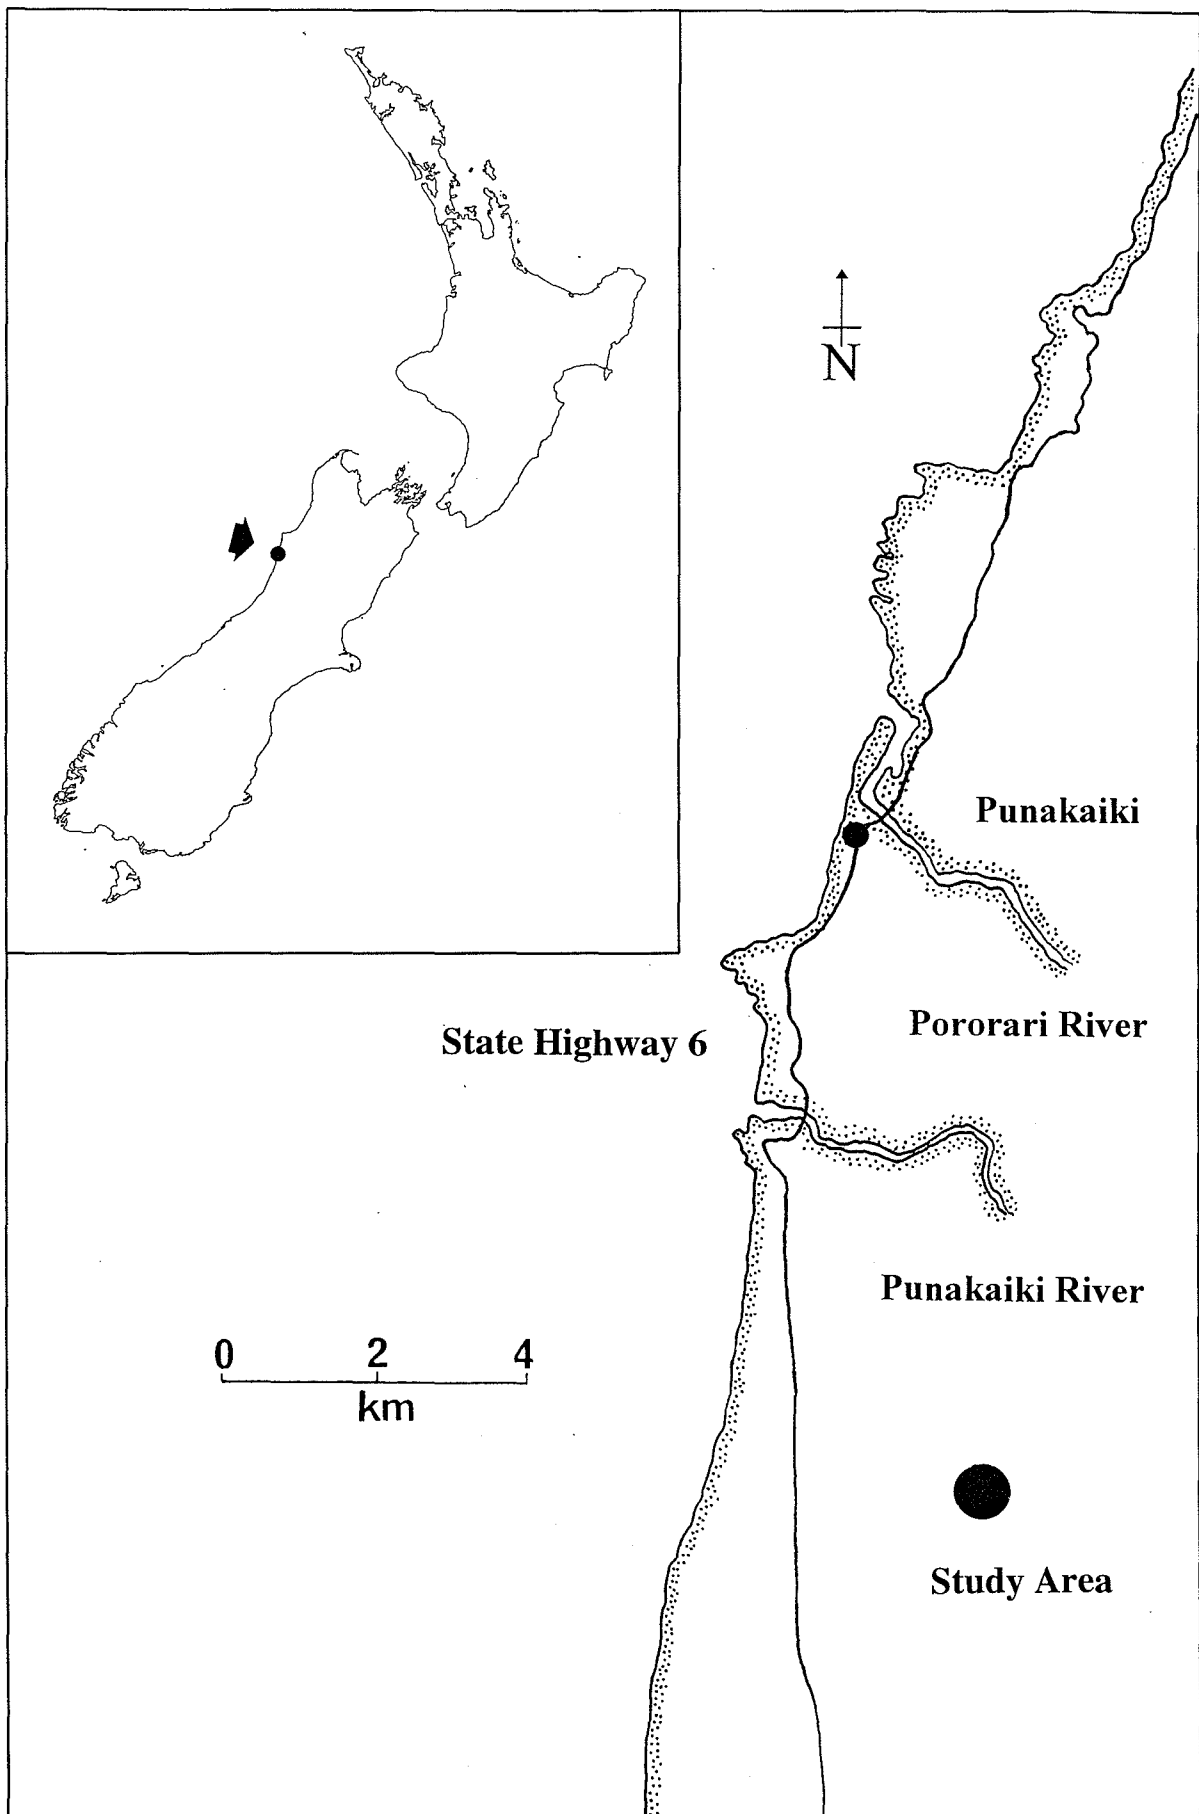 N
Punakaiki
Pororari River
State Highway 6
Punakaiki River
0 2 4
km
Study Area